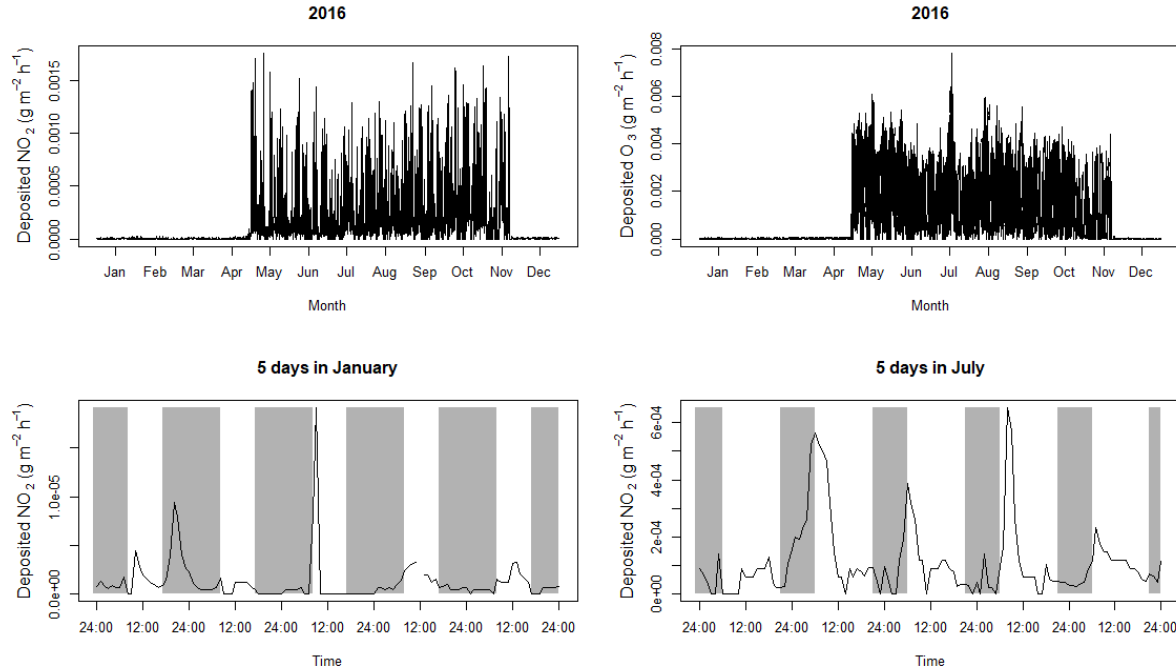 2016
Deposited NO2 (g m−2 h−1)
0.0015
0.0010
0.0005
0.0000
Jan Feb Mar Apr May Jun Jul Aug Sep Oct Nov Dec
Month
2016
Deposited O3 (g m−2 h−1)
0.008
0.006
0.004
0.002
0.000
Jan Feb Mar Apr May Jun Jul Aug Sep Oct Nov Dec
Month
5 days in January
Deposited NO2 (g m−2 h−1)
1.0e−05
0.0e+00
24:00 12:00 24:00 12:00 24:00 12:00 24:00 12:00 24:00 12:00 24:00
Time
5 days in July
Deposited NO2 (g m−2 h−1)
6e−04
4e−04
2e−04
0e+00
24:00 12:00 24:00 12:00 24:00 12:00 24:00 12:00 24:00 12:00 24:00
Time